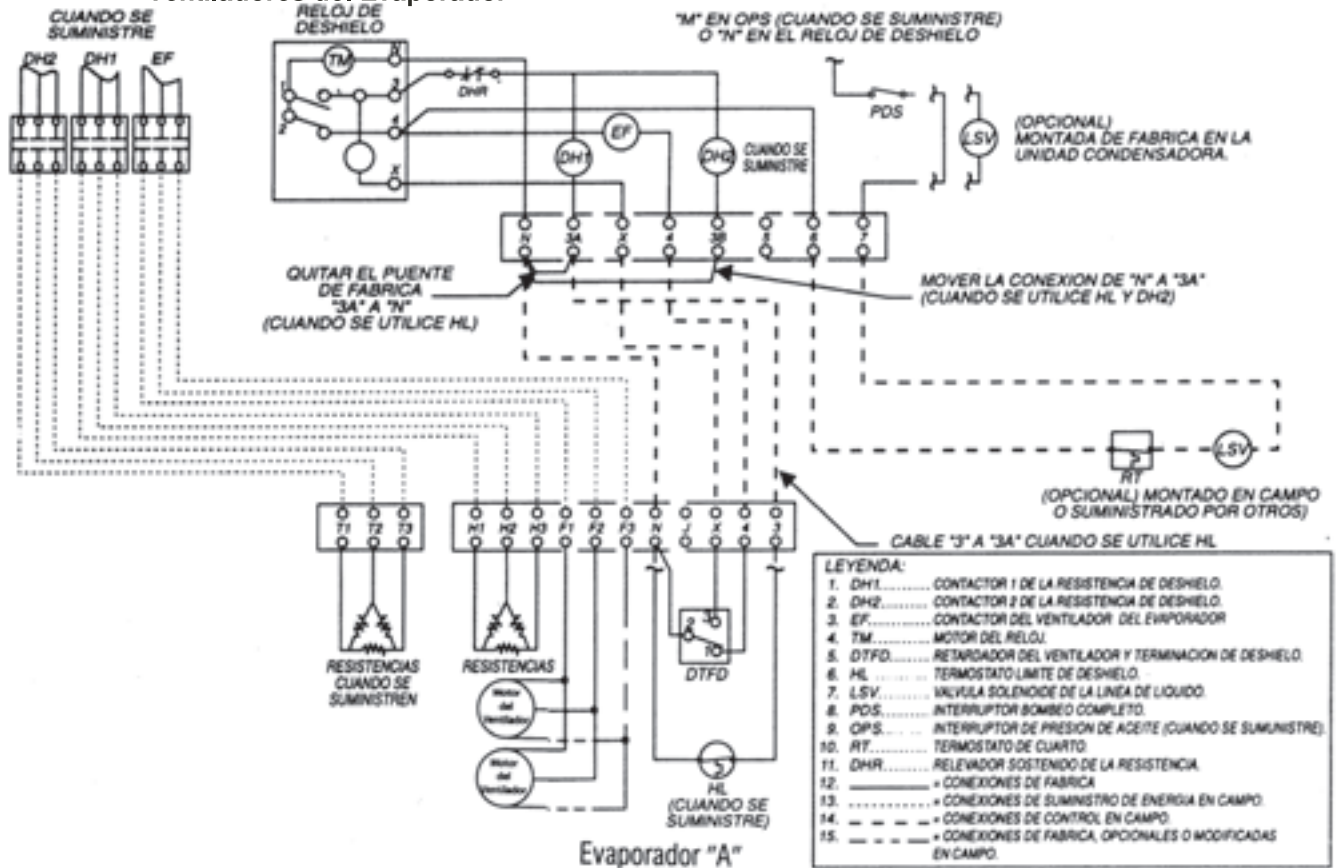 Ventiladores del Evaporador
CUANDO SE
SUMINISTRE
DH2 DH1 EF
RELOJ DE
DESHIELO
TM
N
1
3
2
4
X
DHR
DH1
EF
DH2
CUANDO SE
SUMINISTRE
"M" EN OPS (CUANDO SE SUMINISTRE)
O "N" EN EL RELOJ DE DESHIELO
PDS
LSV
(OPCIONAL)
MONTADA DE FABRICA EN LA
UNIDAD CONDENSADORA.
N 3A X 4 3B 5 6 7
QUITAR EL PUENTE
DE FABRICA
"3A" A "N"
(CUANDO SE UTILICE HL)
MOVER LA CONEXION DE "N" A "3A"
(CUANDO SE UTILICE HL Y DH2)
RT
LSV
(OPCIONAL) MONTADO EN CAMPO
O SUMINISTRADO POR OTROS)
T1 T2 T3
H1 H2 H3 F1 F2 F3 N J X 4 3
CABLE "3" A "3A" CUANDO SE UTILICE HL
RESISTENCIAS
CUANDO SE
SUMINISTREN
RESISTENCIAS
Motor
del
Ventilador
Motor
del
Ventilador
2 3
1
DTFD
HL
(CUANDO SE
SUMINISTRE)
Evaporador "A"
LEYENDA:
1. DH1........ CONTACTOR 1 DE LA RESISTENCIA DE DESHIELO.
2. DH2......... CONTACTOR 2 DE LA RESISTENCIA DE DESHIELO.
3. EF........... CONTACTOR DEL VENTILADOR DEL EVAPORADOR
4. TM.......... MOTOR DEL RELOJ.
5. DTFD....... RETARDADOR DEL VENTILADOR Y TERMINACION DE DESHIELO.
6. HL .......... TERMOSTATO LIMITE DE DESHIELO.
7. LSV......... VALVULA SOLENOIDE DE LA LINEA DE LIQUIDO.
8. PDS......... INTERRUPTOR BOMBEO COMPLETO.
9. OPS........ INTERRUPTOR DE PRESION DE ACEITE (CUANDO SE SUMUNISTRE).
10. RT.......... TERMOSTATO DE CUARTO.
11. DHR........ RELEVADOR SOSTENIDO DE LA RESISTENCIA.
12. = CONEXIONES DE FABRICA
13. = CONEXIONES DE SUMINISTRO DE ENERGIA EN CAMPO.
14. = CONEXIONES DE CONTROL EN CAMPO.
15. = CONEXIONES DE FABRICA, OPCIONALES O MODIFICADAS
EN CAMPO.